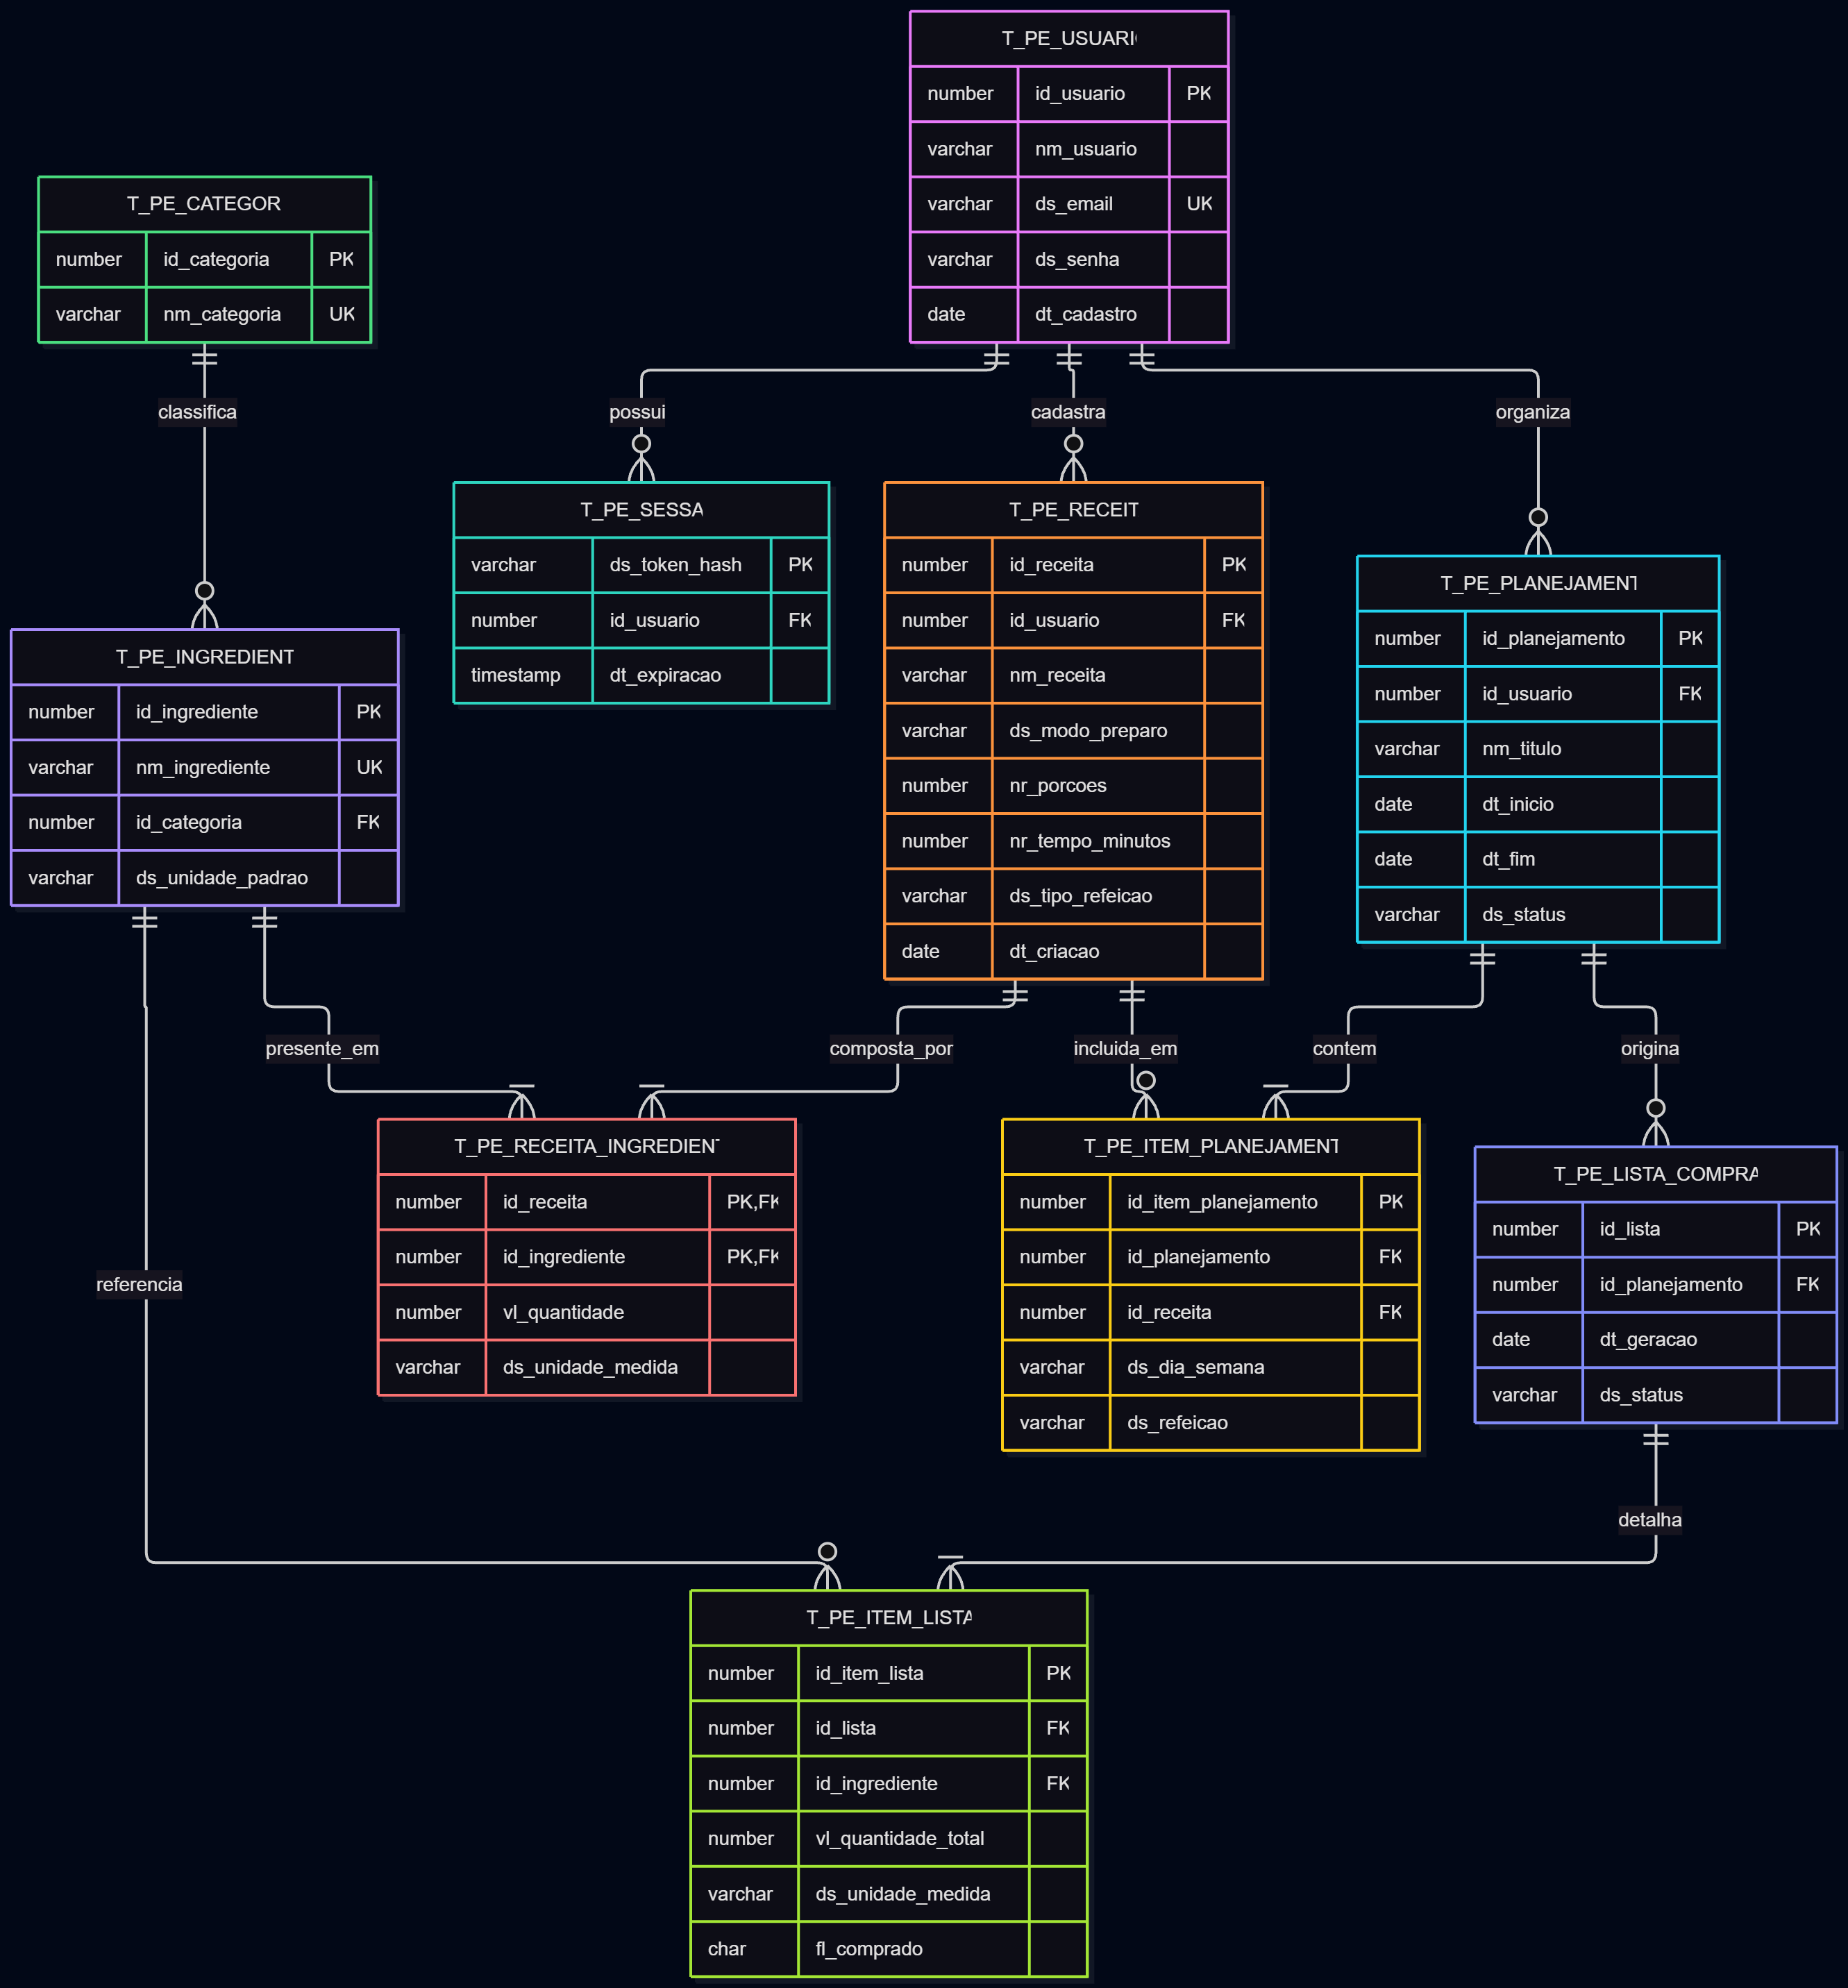 T_PE_USUARI
number id_usuario PK
varchar nm_usuario
varchar ds_email UK
varchar ds_senha
date dt_cadastro
T_PE_CATEGOR
number id_categoria PK
varchar nm_categoria UK
classifica
possui
cadastra
organiza
T_PE_SESSA
varchar ds_token_hash PK
number id_usuario FK
timestamp dt_expiracao
T_PE_RECEIT
number id_receita PK
number id_usuario FK
varchar nm_receita
varchar ds_modo_preparo
number nr_porcoes
number nr_tempo_minutos
varchar ds_tipo_refeicao
date dt_criacao
T_PE_PLANEJAMENT
number id_planejamento PK
number id_usuario FK
varchar nm_titulo
date dt_inicio
date dt_fim
varchar ds_status
T_PE_INGREDIENT
number id_ingrediente PK
varchar nm_ingrediente UK
number id_categoria FK
varchar ds_unidade_padrao
presente_em
composta_por
incluida_em
contem
origina
T_PE_RECEITA_INGREDIENT
number id_receita PK,FK
number id_ingrediente PK,FK
number vl_quantidade
varchar ds_unidade_medida
T_PE_ITEM_PLANEJAMENT
number id_item_planejamento PK
number id_planejamento FK
number id_receita FK
varchar ds_dia_semana
varchar ds_refeicao
T_PE_LISTA_COMPRA
number id_lista PK
number id_planejamento FK
date dt_geracao
varchar ds_status
referencia
detalha
T_PE_ITEM_LISTA
number id_item_lista PK
number id_lista FK
number id_ingrediente FK
number vl_quantidade_total
varchar ds_unidade_medida
char fl_comprado